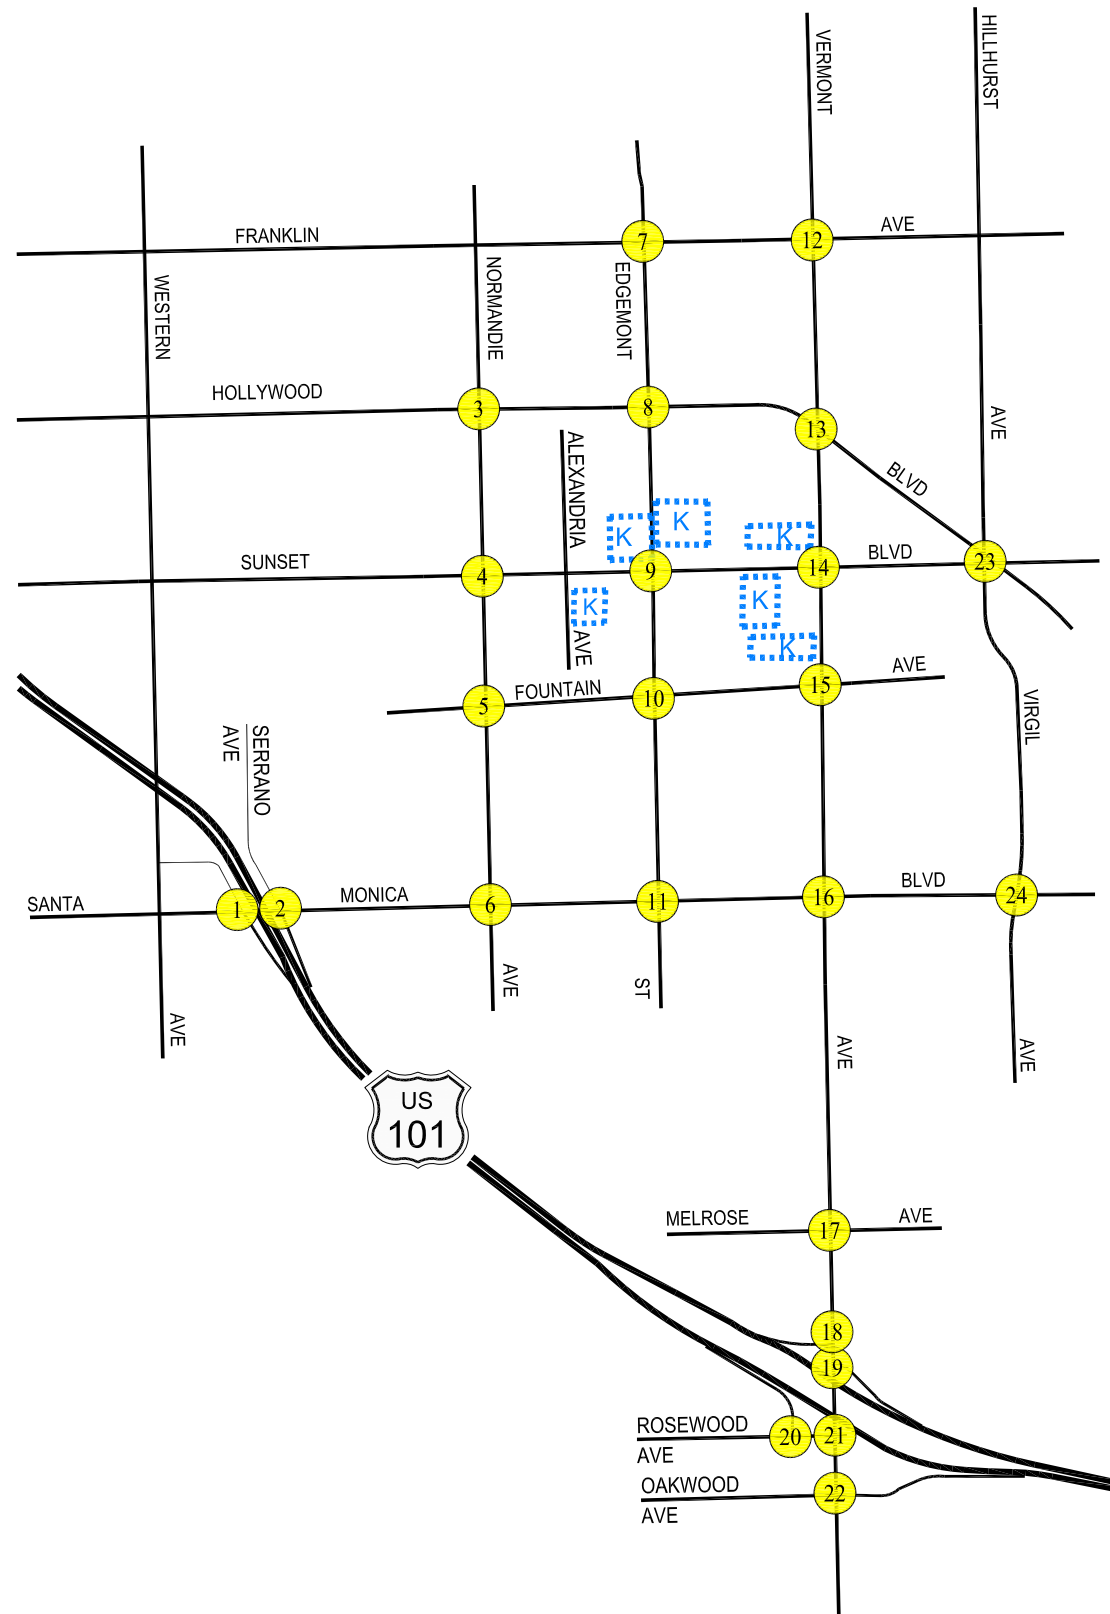 HILLHURST
VERMONT
FRANKLIN
AVE
7
12
WESTERN
NORMANDIE
EDGEMONT
HOLLYWOOD
3
8
13
AVE
BLVD
ALEXANDRIA
K
K
K
SUNSET
BLVD
4
9
14
23
K
K
AVE
K
FOUNTAIN
AVE
5
10
15
VIRGIL
SERRANO
AVE
SANTA
MONICA
BLVD
1
2
6
11
16
24
AVE
AVE
ST
AVE
AVE
US
101
MELROSE
AVE
17
18
19
ROSEWOOD
AVE
20
21
OAKWOOD
AVE
22